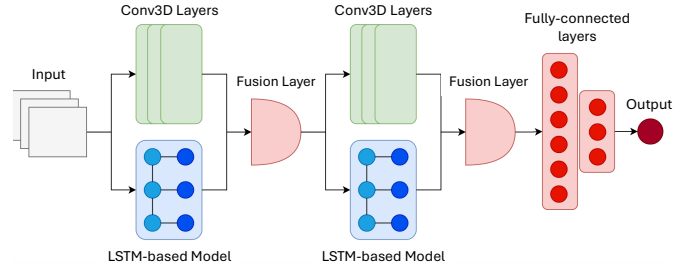 Input
Conv3D Layers
LSTM-based Model
Fusion Layer
Conv3D Layers
LSTM-based Model
Fusion Layer
Fully-connected
layers
Output